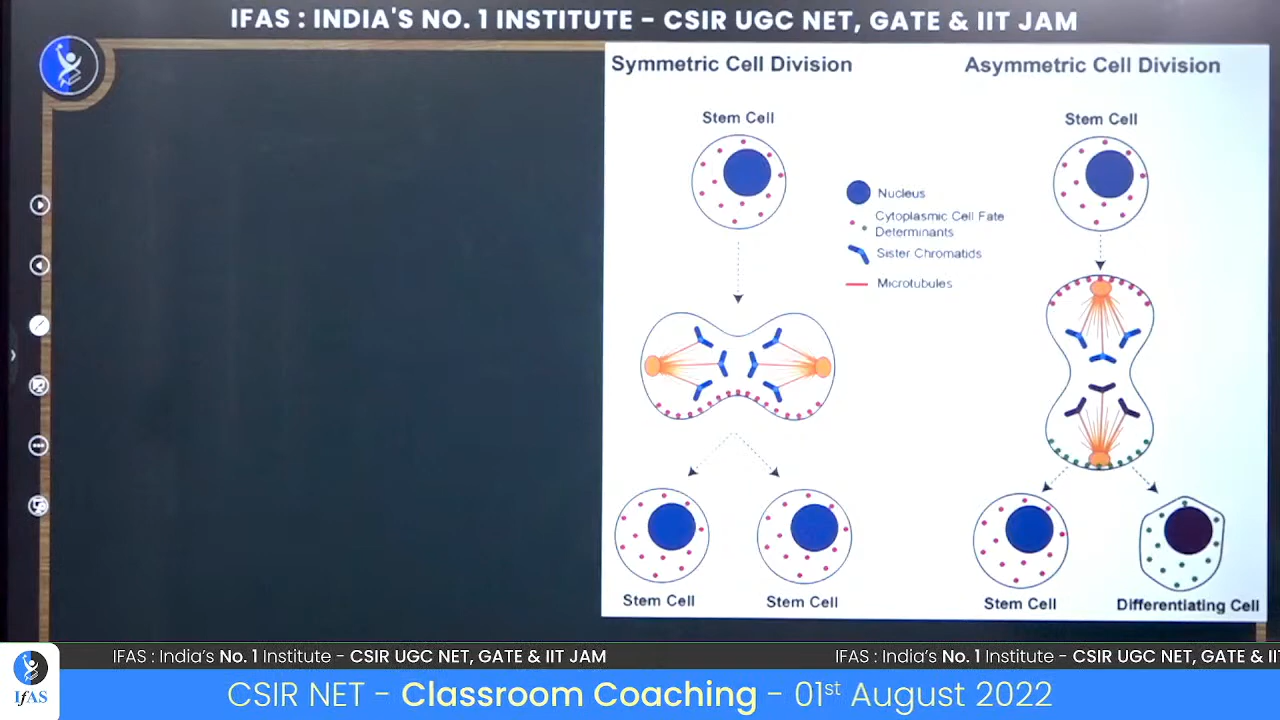 IFAS : INDIA'S NO. 1 INSTITUTE - CSIR UGC NET, GATE & IIT JAM
Symmetric Cell Division
Asymmetric Cell Division
Stem Cell
Stem Cell
Nucleus
Cytoplasmic Cell Fate
Determinants
Sister Chromatids
Microtubules
Stem Cell
Stem Cell
Stem Cell
Differentiating Cell
IFAS : India's No. 1 Institute - CSIR UGC NET, GATE & IIT JAM
IFAS : India's No. 1 Institute - CSIR UGC NET, GATE & II
IfAS
CSIR NET - Classroom Coaching - 01st August 2022